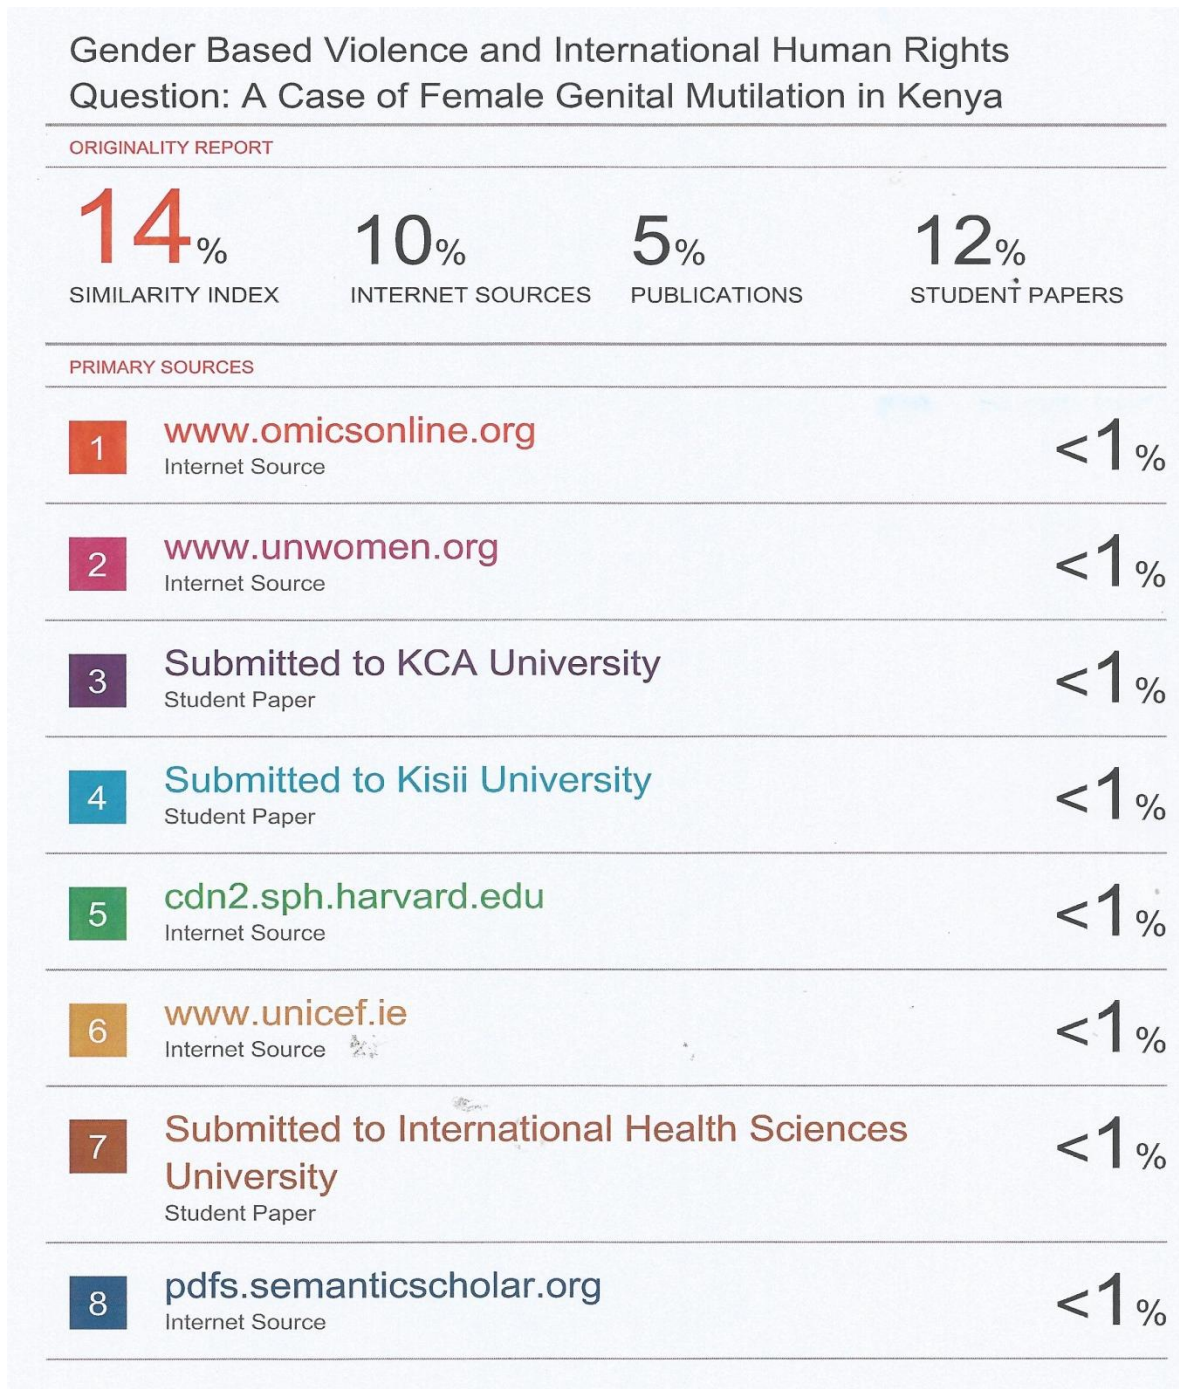 Gender Based Violence and International Human Rights
Question: A Case of Female Genital Mutilation in Kenya
ORIGINALITY REPORT
14% 10% 5% 12%
SIMILARITY INDEX INTERNET SOURCES PUBLICATIONS STUDENT PAPERS
PRIMARY SOURCES
1 www.omicsonline.org <1%
Internet Source
2 www.unwomen.org <1%
Internet Source
3 Submitted to KCA University <1%
Student Paper
4 Submitted to Kisii University <1%
Student Paper
5 cdn2.sph.harvard.edu <1%
Internet Source
6 www.unicef.ie <1%
Internet Source
7 Submitted to International Health Sciences <1%
University
Student Paper
8 pdfs.semanticscholar.org <1%
Internet Source